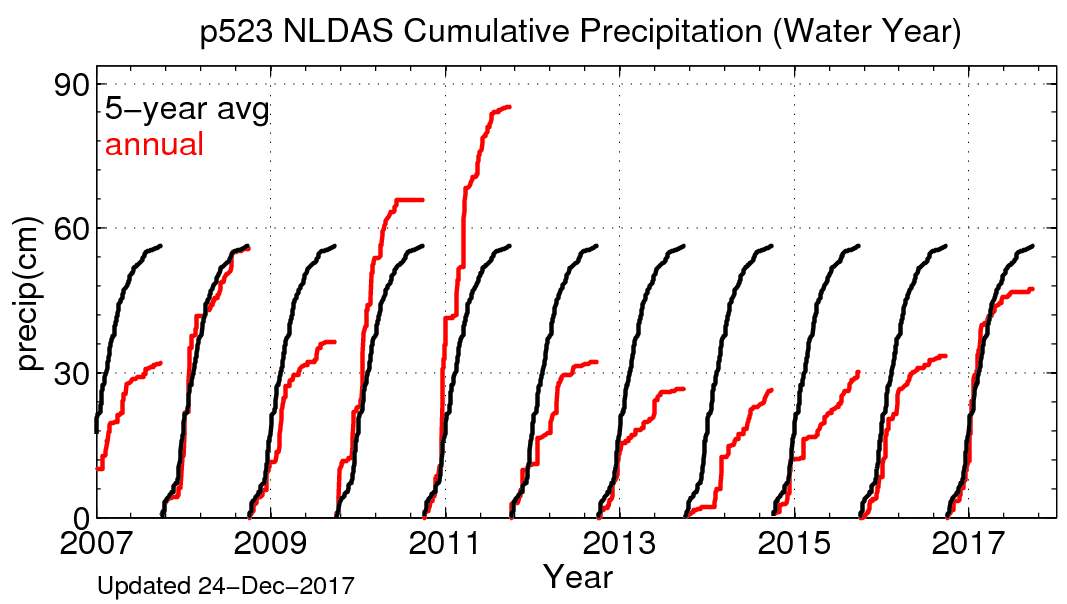 p523 NLDAS Cumulative Precipitation (Water Year)
90
5−year avg
annual
60
precip(cm)
30
0
2007 2009 2011 2013 2015 2017
Year
Updated 24−Dec−2017